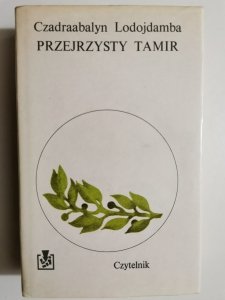 Czadraabalyn Lodojdamba
PRZEJRZYSTY TAMIR
Czytelnik